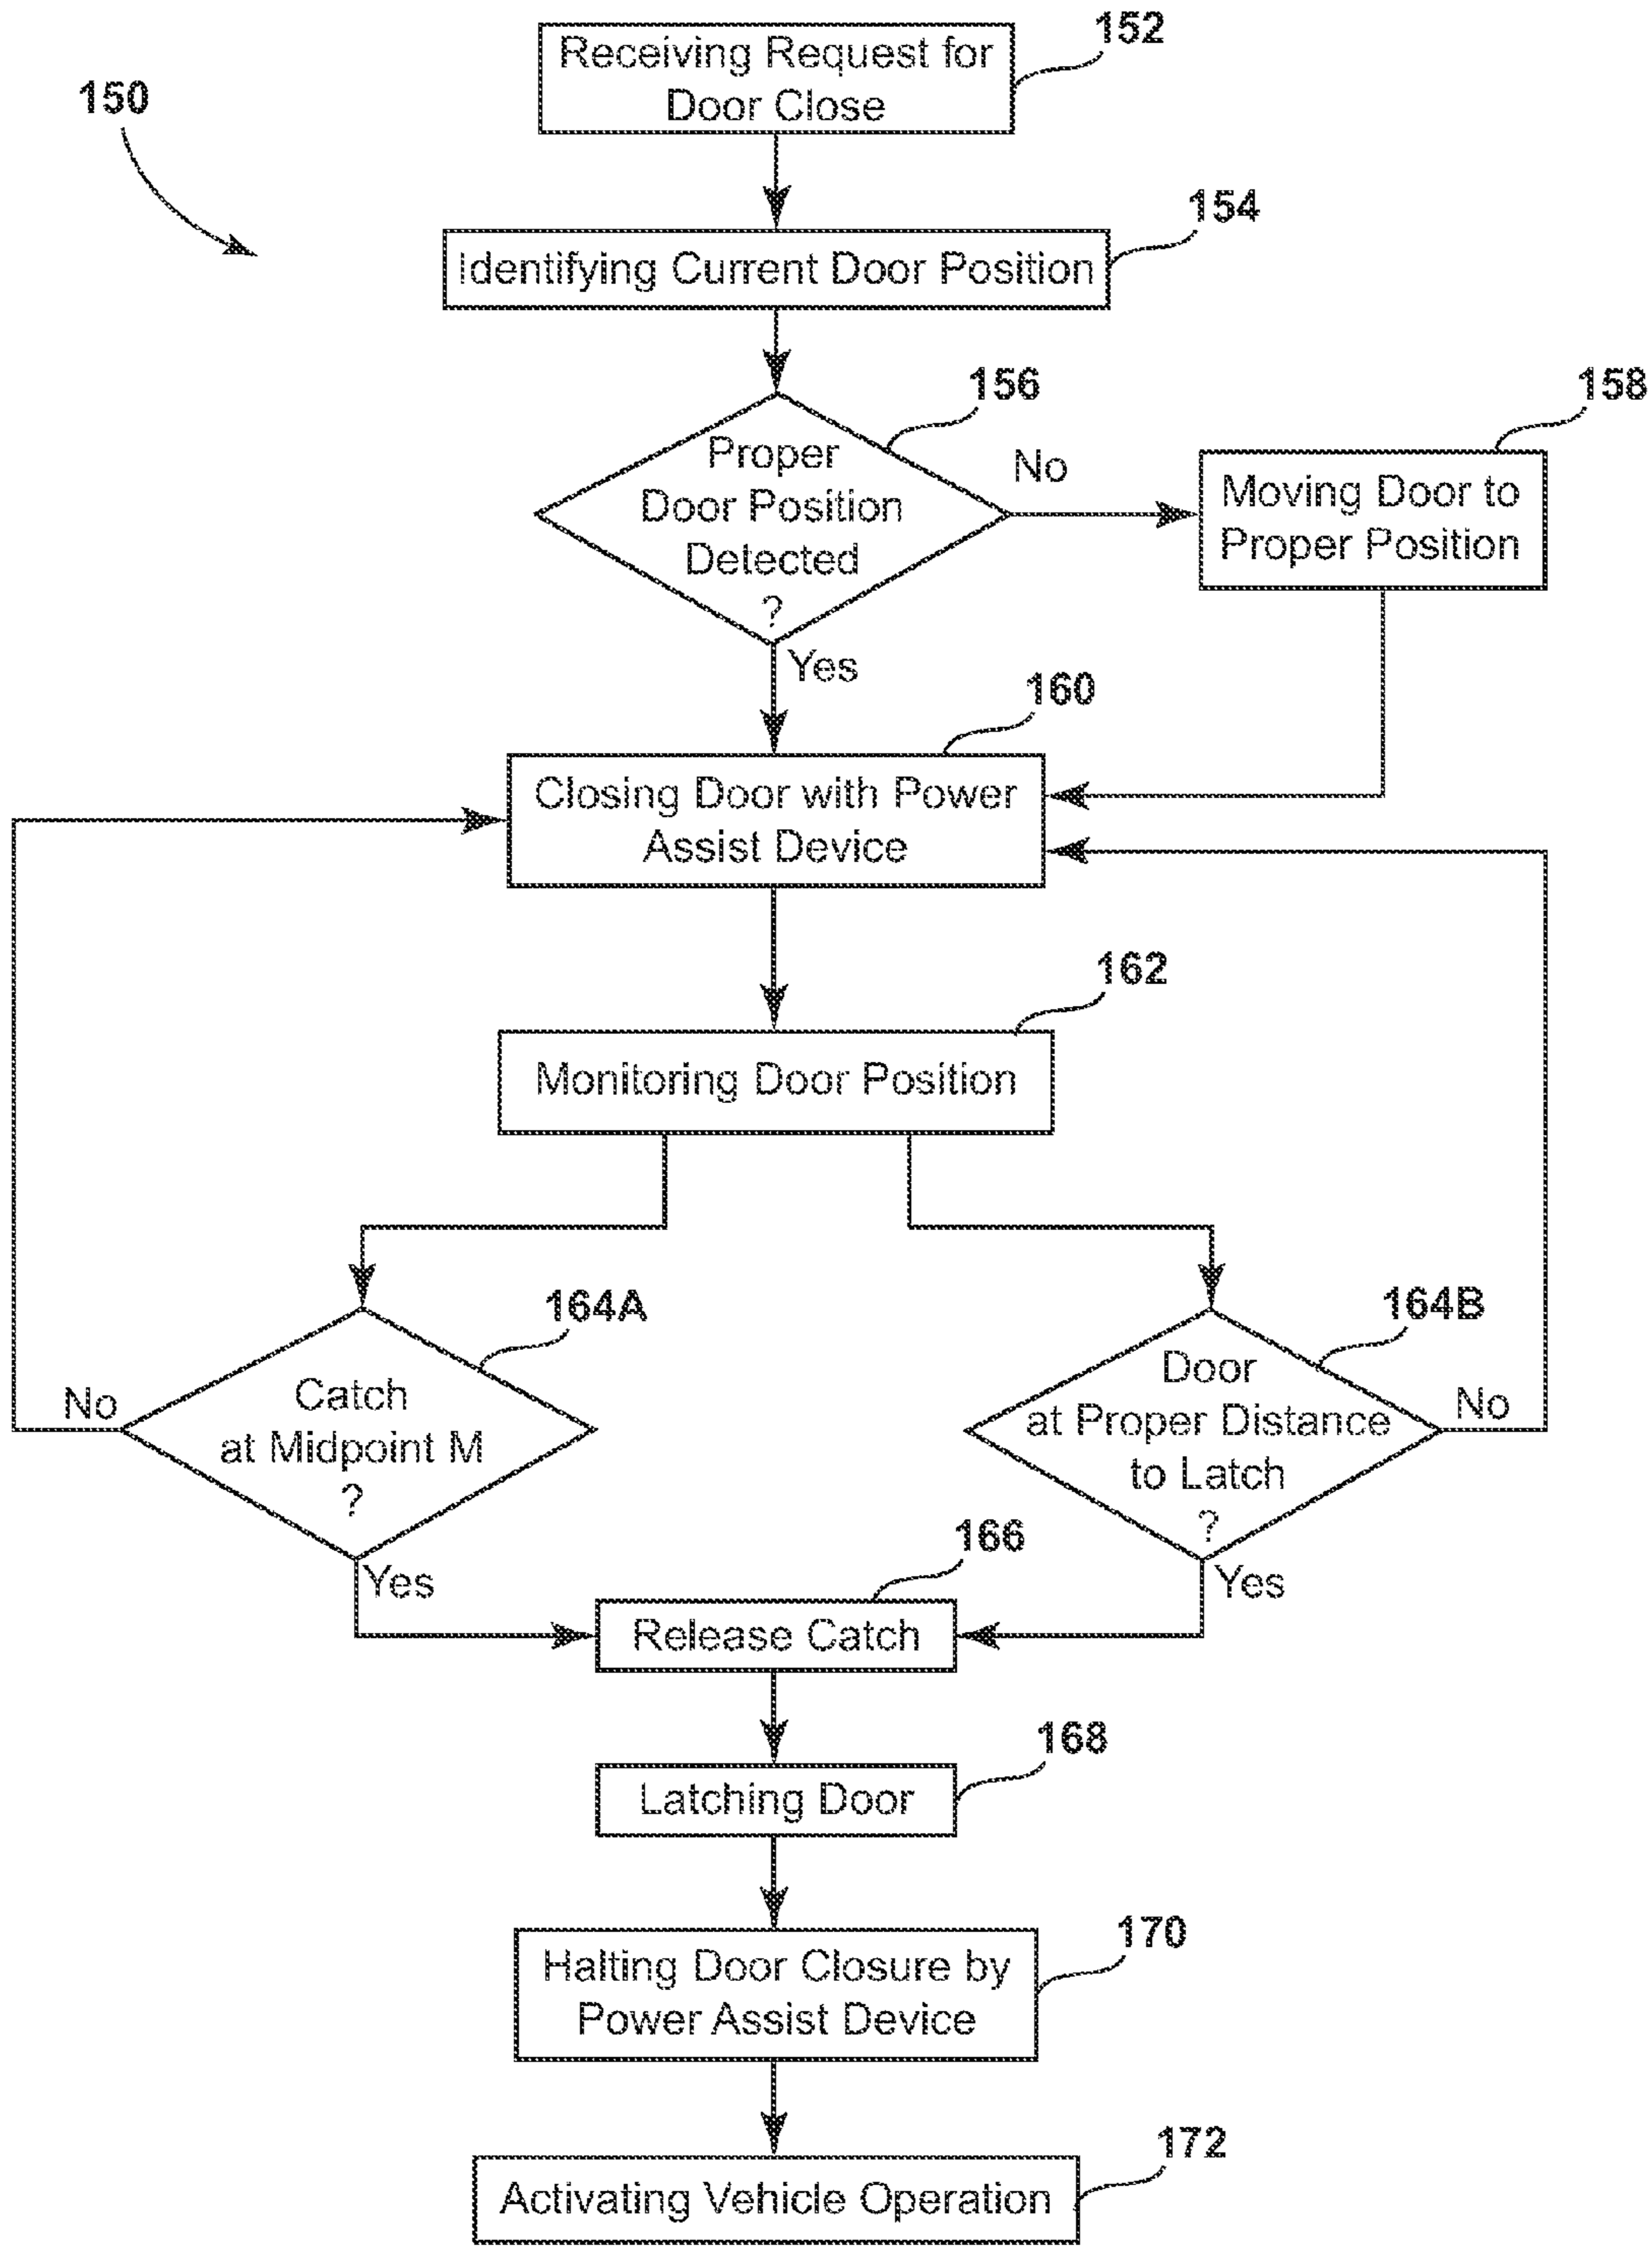 152
Receiving Request for
Door Close
150
154
Identifying Current Door Position
156
158
Proper
Door Position
Detected
?
No
Moving Door to
Proper Position
Yes
160
Closing Door with Power
Assist Device
162
Monitoring Door Position
164A
164B
Catch
at Midpoint M
?
No
Door
at Proper Distance
to Latch
?
No
Yes
Yes
166
Release Catch
168
Latching Door
170
Halting Door Closure by
Power Assist Device
172
Activating Vehicle Operation